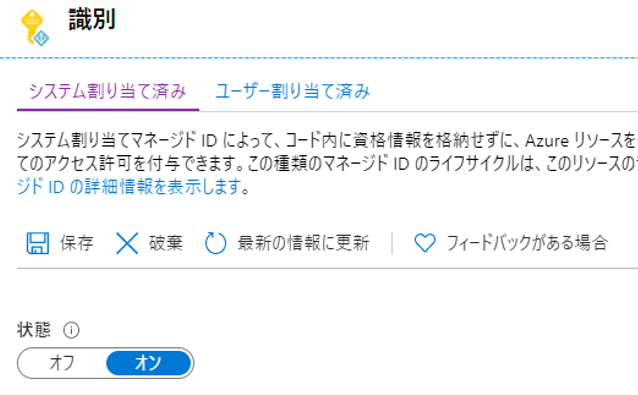 識別
システム割り当て済み ユーザー割り当て済み
システム割り当てマネージド ID によって、コード内に資格情報を格納せずに、Azure リソースを
てのアクセス許可を付与できます。この種類のマネージド ID のライフサイクルは、このリソースの
ジド ID の詳細情報を表示します。
保存 破棄 最新の情報に更新 フィードバックがある場合
状態
オフ オン